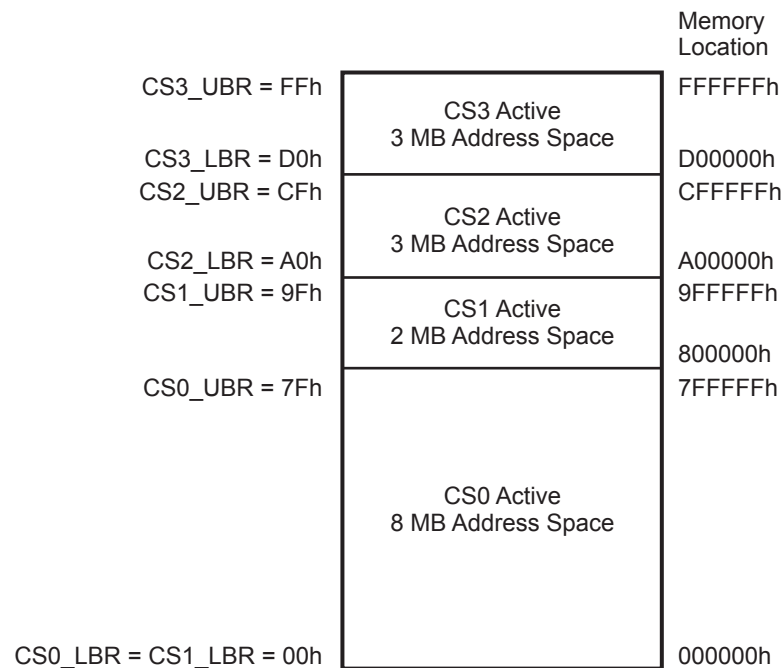 Memory
Location
CS3_UBR = FFh
FFFFFFh
CS3 Active
3 MB Address Space
CS3_LBR = D0h
D00000h
CS2_UBR = CFh
CFFFFFh
CS2 Active
3 MB Address Space
CS2_LBR = A0h
A00000h
CS1_UBR = 9Fh
9FFFFFh
CS1 Active
2 MB Address Space
800000h
CS0_UBR = 7Fh
7FFFFFh
CS0 Active
8 MB Address Space
CS0_LBR = CS1_LBR = 00h
000000h